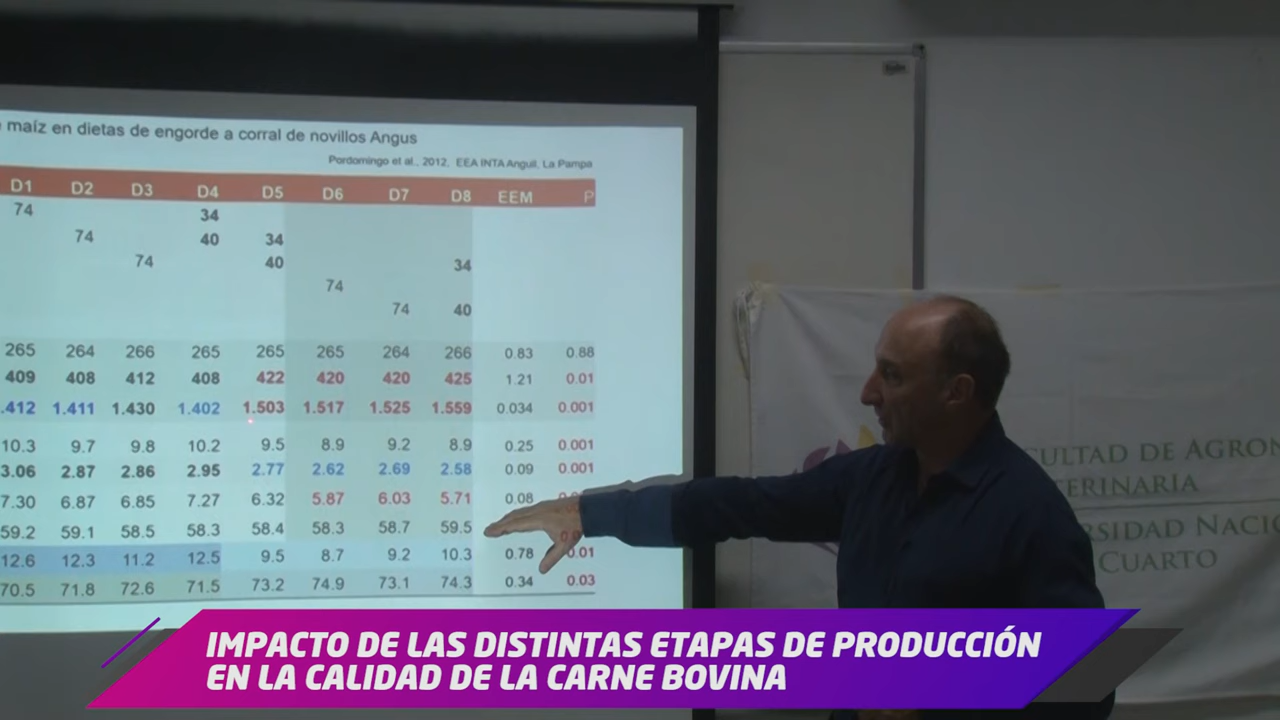 maíz en dietas de engorde a corral de novillos Angus
Pordomingo et al., 2012, EEA INTA Anguil, La Pampa
D1 D2 D3 D4 D5 D6 D7 D8 EEM P
74 34
74 40 34
74 40 34
74
74 40
265 264 266 265 265 265 264 266 0.83 0.88
409 408 412 408 422 420 420 425 1.21 0.01
.412 1.411 1.430 1.402 1.503 1.517 1.525 1.559 0.034 0.001
10.3 9.7 9.8 10.2 9.5 8.9 9.2 8.9 0.25 0.001
3.06 2.87 2.86 2.95 2.77 2.62 2.69 2.58 0.09 0.001
7.30 6.87 6.85 7.27 6.32 5.87 6.03 5.71 0.08
59.2 59.1 58.5 58.3 58.4 58.3 58.7 59.5
12.6 12.3 11.2 12.5 9.5 8.7 9.2 10.3 0.78 0.01
70.5 71.8 72.6 71.5 73.2 74.9 73.1 74.3 0.34 0.03
CULTAD DE AGRON
TERINARIA
RSIDAD NACIO
CUARTO
IMPACTO DE LAS DISTINTAS ETAPAS DE PRODUCCIÓN
EN LA CALIDAD DE LA CARNE BOVINA